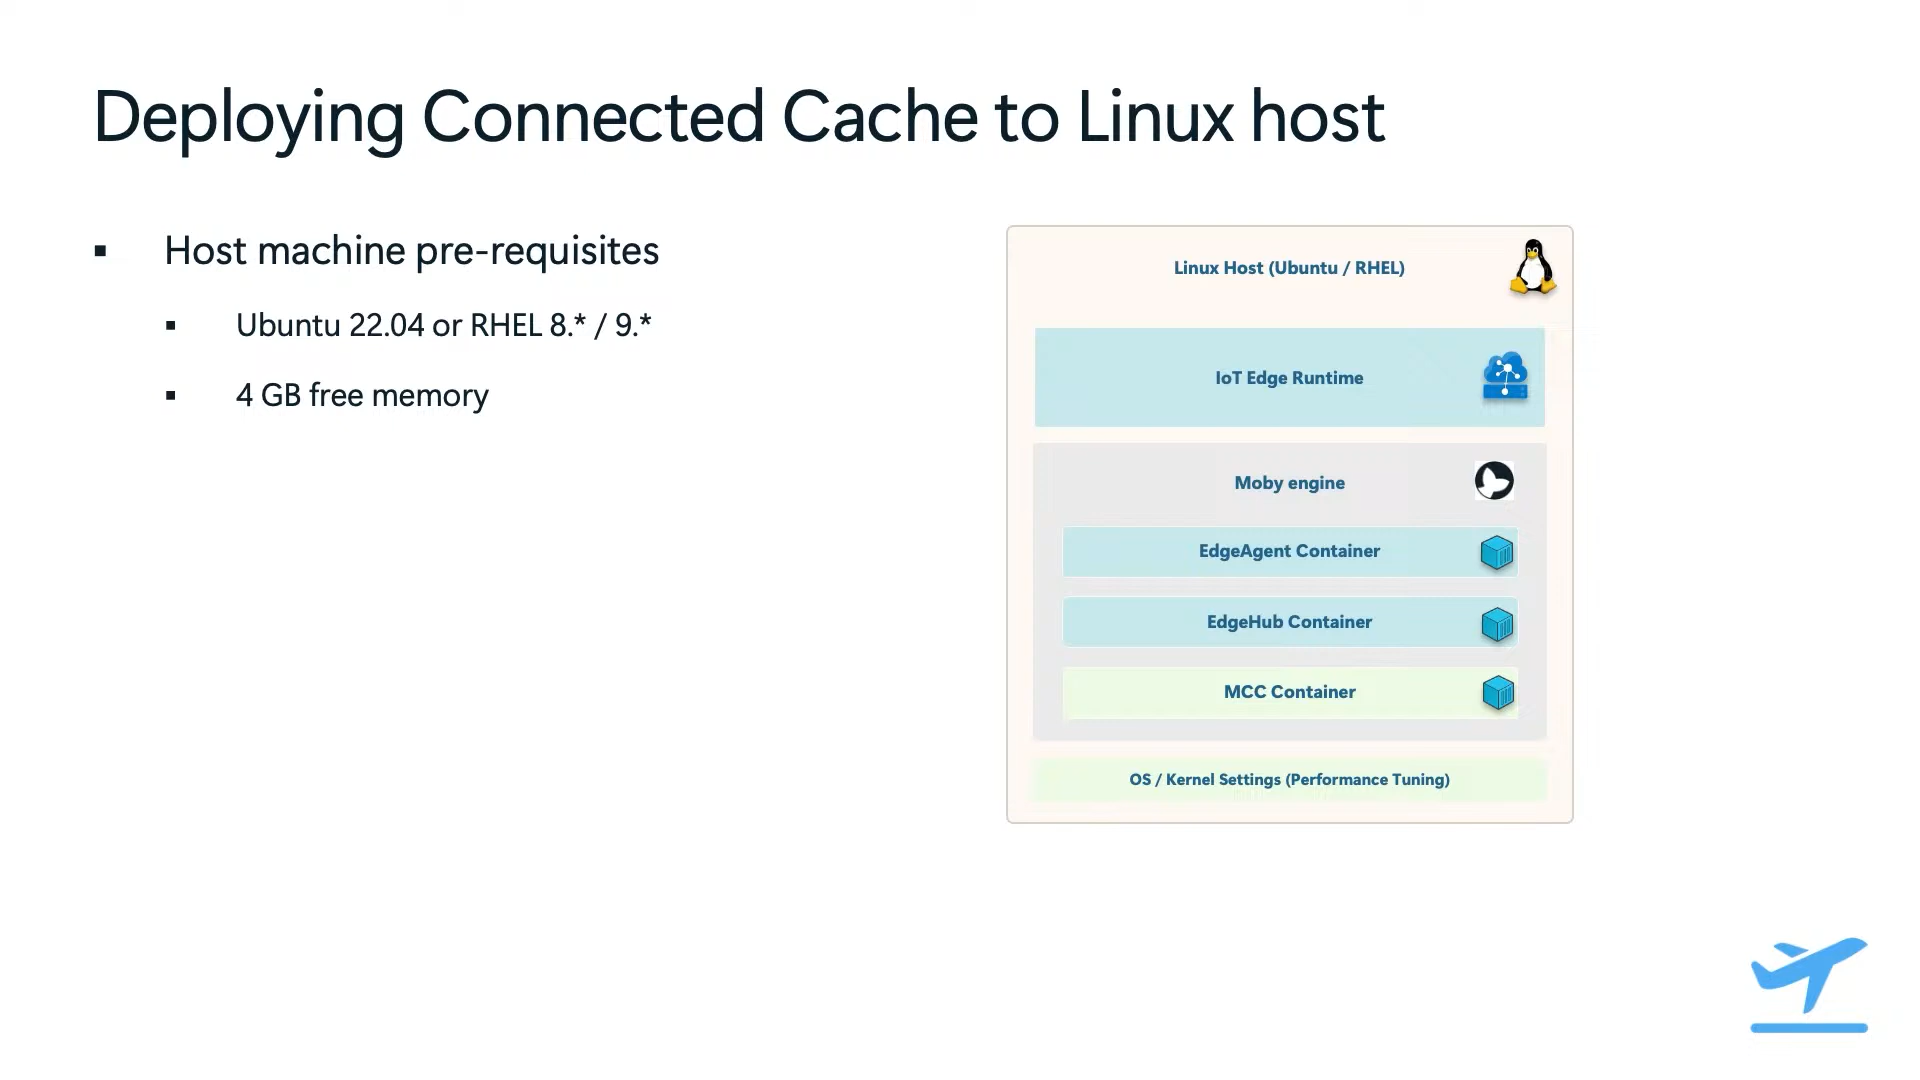 Deploying Connected Cache to Linux host
▪ Host machine pre-requisites
▪ Ubuntu 22.04 or RHEL 8.* / 9.*
▪ 4 GB free memory
Linux Host (Ubuntu / RHEL)
IoT Edge Runtime
Moby engine
EdgeAgent Container
EdgeHub Container
MCC Container
OS / Kernel Settings (Performance Tuning)